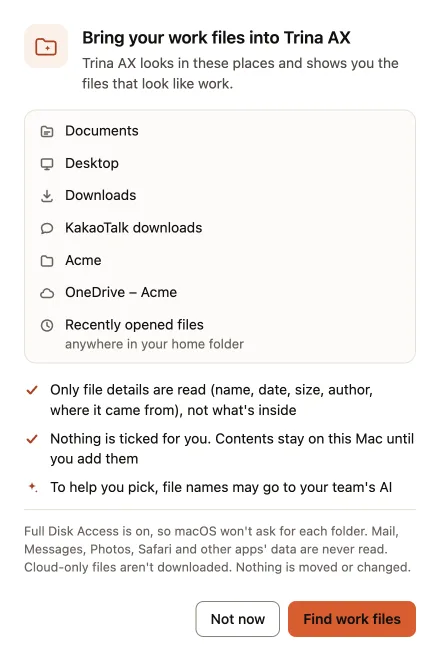 Bring your work files into Trina AX
Trina AX looks in these places and shows you the
files that look like work.
Documents
Desktop
Downloads
KakaoTalk downloads
Acme
OneDrive – Acme
Recently opened files
anywhere in your home folder
Only file details are read (name, date, size, author,
where it came from), not what's inside
Nothing is ticked for you. Contents stay on this Mac until
you add them
To help you pick, file names may go to your team's AI
Full Disk Access is on, so macOS won't ask for each folder. Mail,
Messages, Photos, Safari and other apps' data are never read.
Cloud-only files aren't downloaded. Nothing is moved or changed.
Not now
Find work files